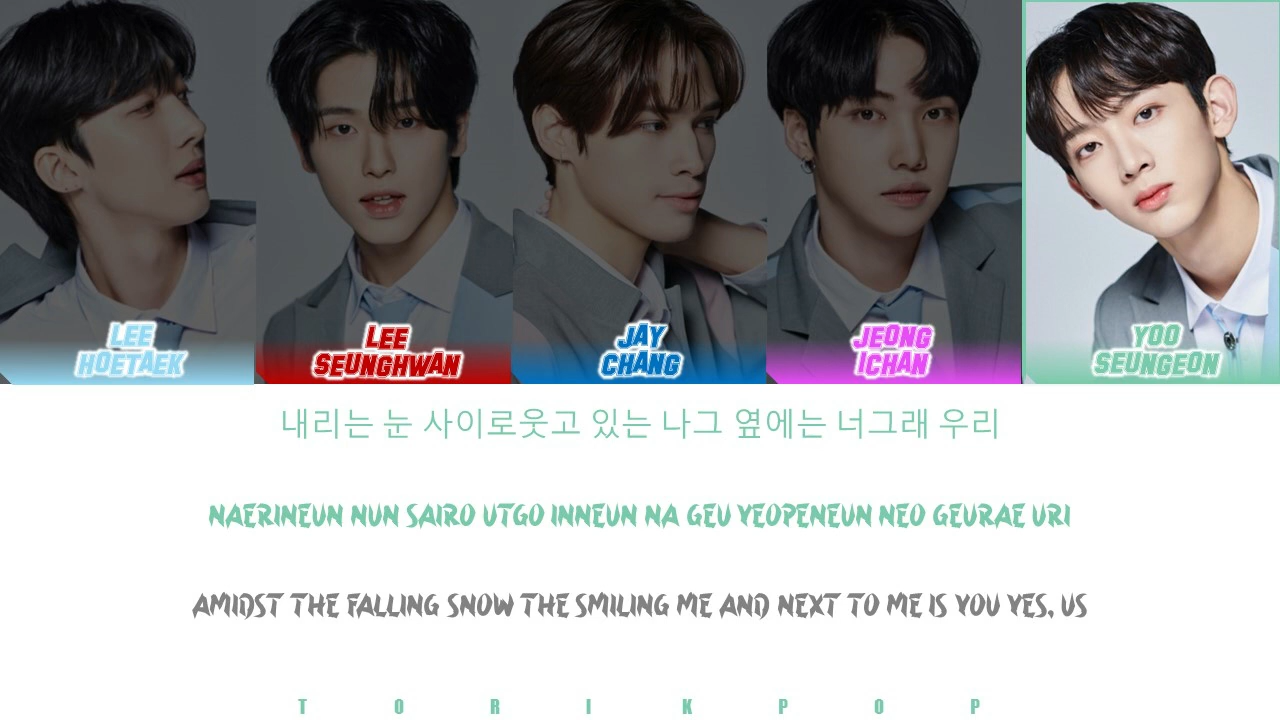 LEE
HOETAEK
LEE
SEUNGHWAN
JAY
CHANG
JEONG
ICHAN
YOO
SEUNGEON
내리는 눈 사이로웃고 있는 나그 옆에는 너그래 우리
NAERINEUN NUN SAIRO UTGO INNEUN NA GEU YEOPENEUN NEO GEURAE URI
AMIDST THE FALLING SNOW THE SMILING ME AND NEXT TO ME IS YOU YES, US
T O R I K P O P